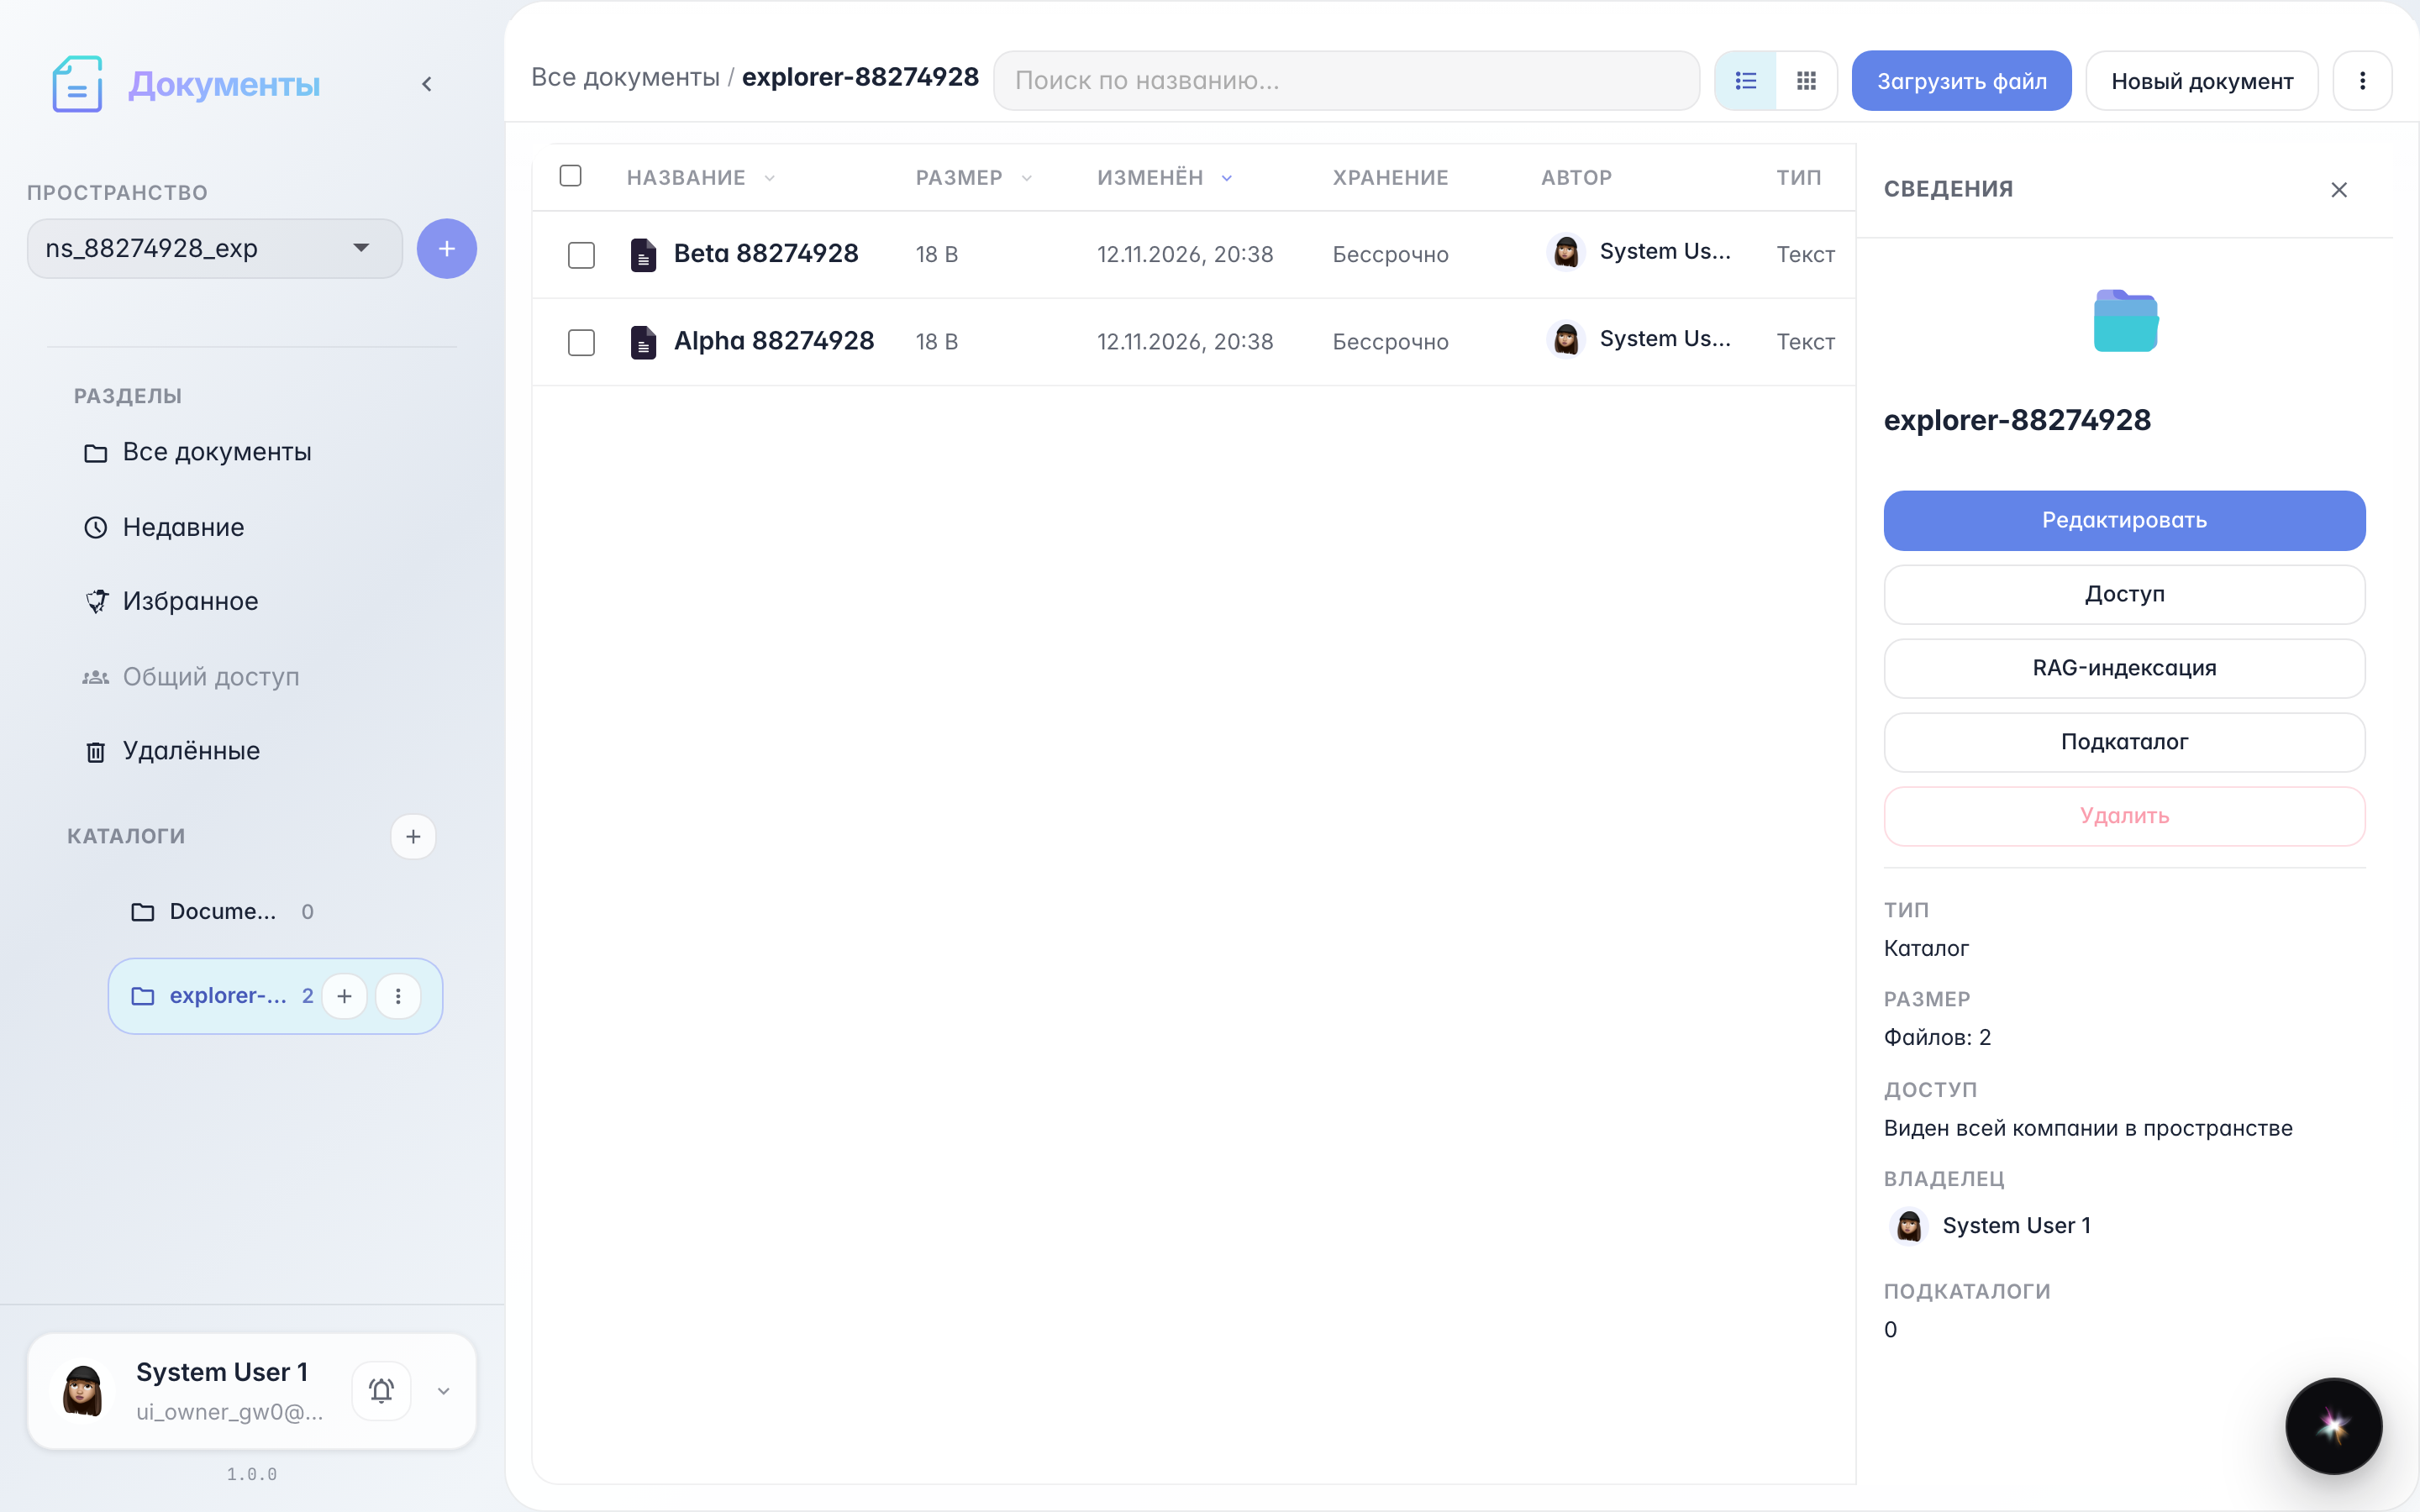 Документы
ПРОСТРАНСТВО
ns_88274928_exp
РАЗДЕЛЫ
Все документы
Недавние
Избранное
Общий доступ
Удалённые
КАТАЛОГИ
Docume... 0
explorer-... 2
System User 1
ui_owner_gw0@...
1.0.0
Все документы / explorer-88274928
Поиск по названию...
Загрузить файл
Новый документ
НАЗВАНИЕ РАЗМЕР ИЗМЕНЁН ХРАНЕНИЕ АВТОР ТИП
Beta 88274928 18 B 12.11.2026, 20:38 Бессрочно System Us... Текст
Alpha 88274928 18 B 12.11.2026, 20:38 Бессрочно System Us... Текст
СВЕДЕНИЯ
explorer-88274928
Редактировать
Доступ
RAG-индексация
Подкаталог
Удалить
ТИП
Каталог
РАЗМЕР
Файлов: 2
ДОСТУП
Виден всей компании в пространстве
ВЛАДЕЛЕЦ
System User 1
ПОДКАТАЛОГИ
0